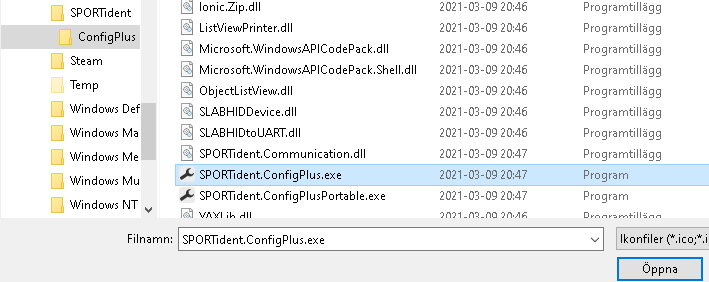 SPORTident
ConfigPlus
Steam
Temp
Windows Def
Windows Ma
Windows Me
Windows Mu
Windows NT
Ionic.Zip.dll 2021-03-09 20:46 Programtillägg
ListViewPrinter.dll 2021-03-09 20:46 Programtillägg
Microsoft.WindowsAPICodePack.dll 2021-03-09 20:46 Programtillägg
Microsoft.WindowsAPICodePack.Shell.dll 2021-03-09 20:46 Programtillägg
ObjectListView.dll 2021-03-09 20:46 Programtillägg
SLABHIDDevice.dll 2021-03-09 20:46 Programtillägg
SLABHIDtoUART.dll 2021-03-09 20:46 Programtillägg
SPORTident.Communication.dll 2021-03-09 20:47 Programtillägg
SPORTident.ConfigPlus.exe 2021-03-09 20:47 Program
SPORTident.ConfigPlusPortable.exe 2021-03-09 20:47 Program
YAXLib.dll 2021-03-09 20:46 Programtillägg
Filnamn: SPORTident.ConfigPlus.exe Ikonfiler (*.ico;*.i
Öppna